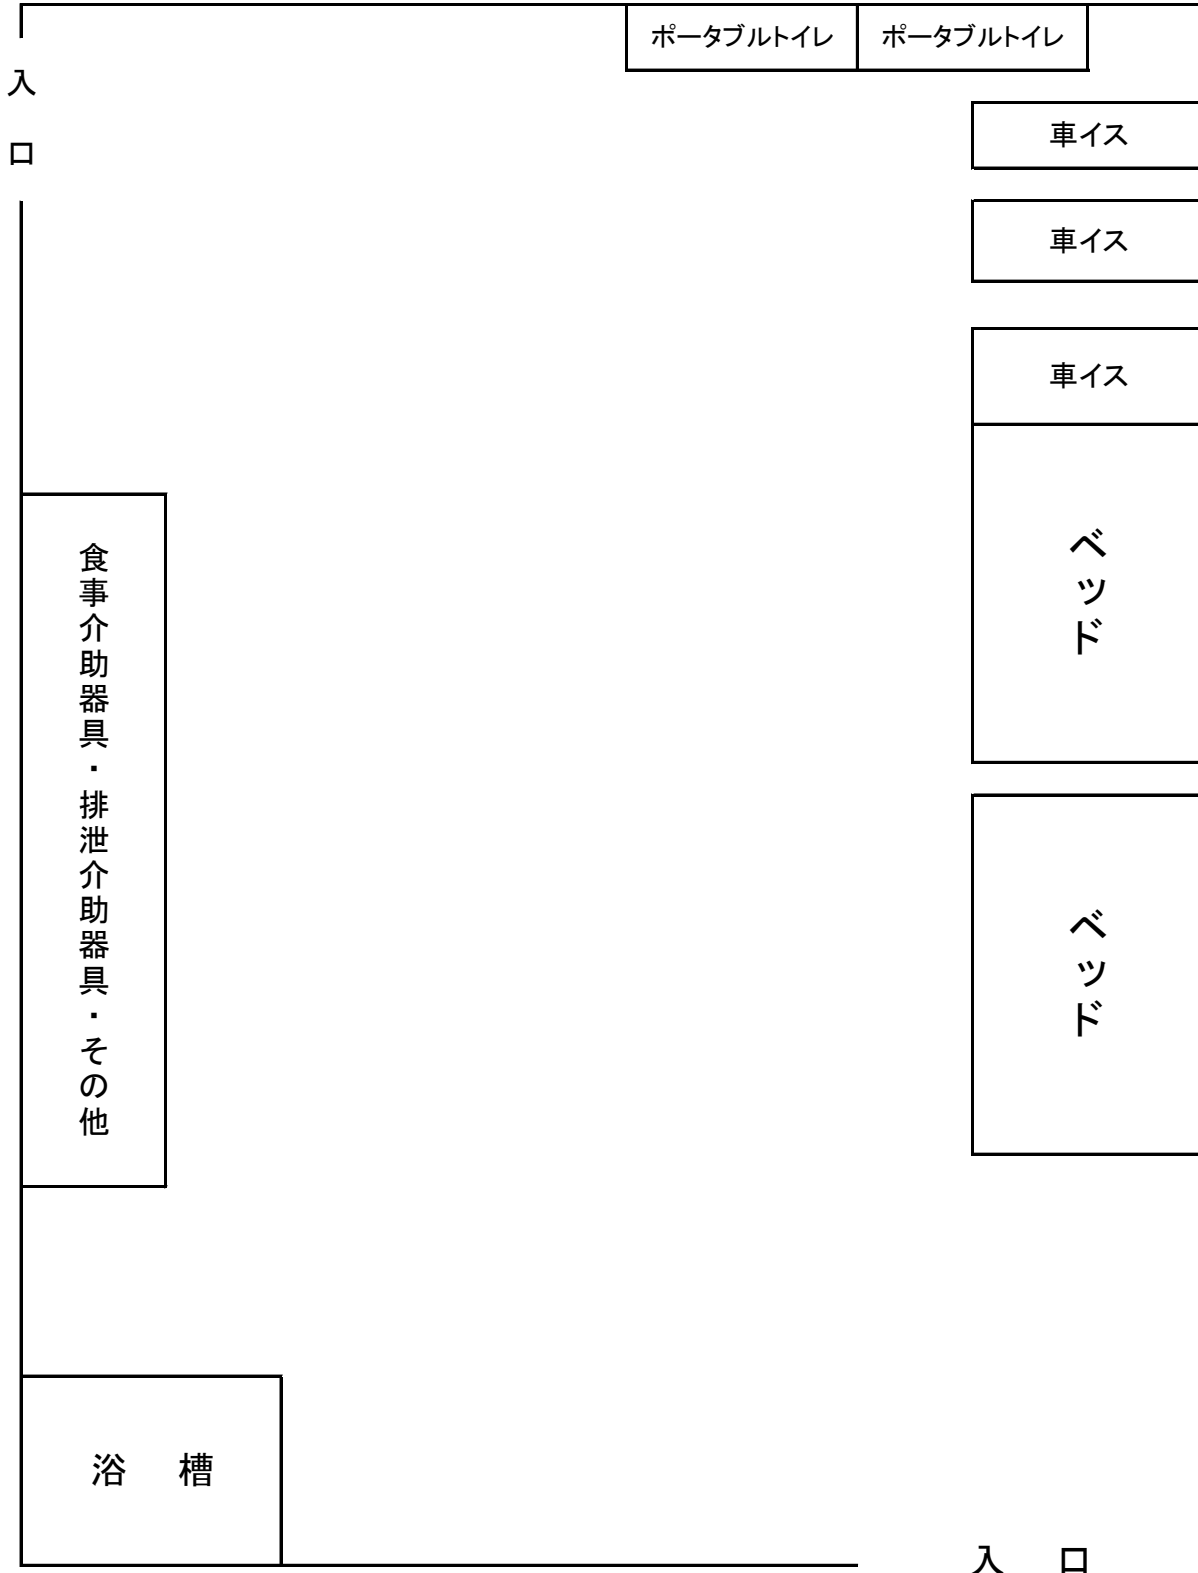 ポータブルトイレ ポータブルトイレ
入口
車イス
車イス
車イス
ベッド
食事介助器具・排泄介助器具・その他
ベッド
浴 槽
入 口